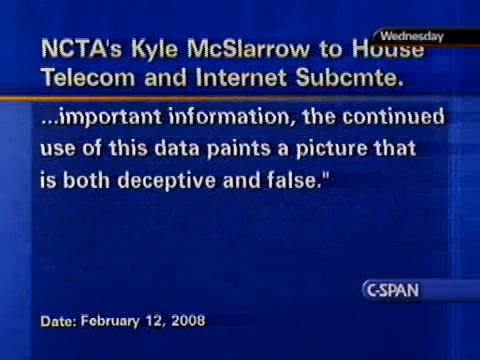 Wednesday
NCTA's Kyle McSlarrow to House
Telecom and Internet Subcmte.
...important information, the continued
use of this data paints a picture that
is both deceptive and false."
C-SPAN
Date: February 12, 2008